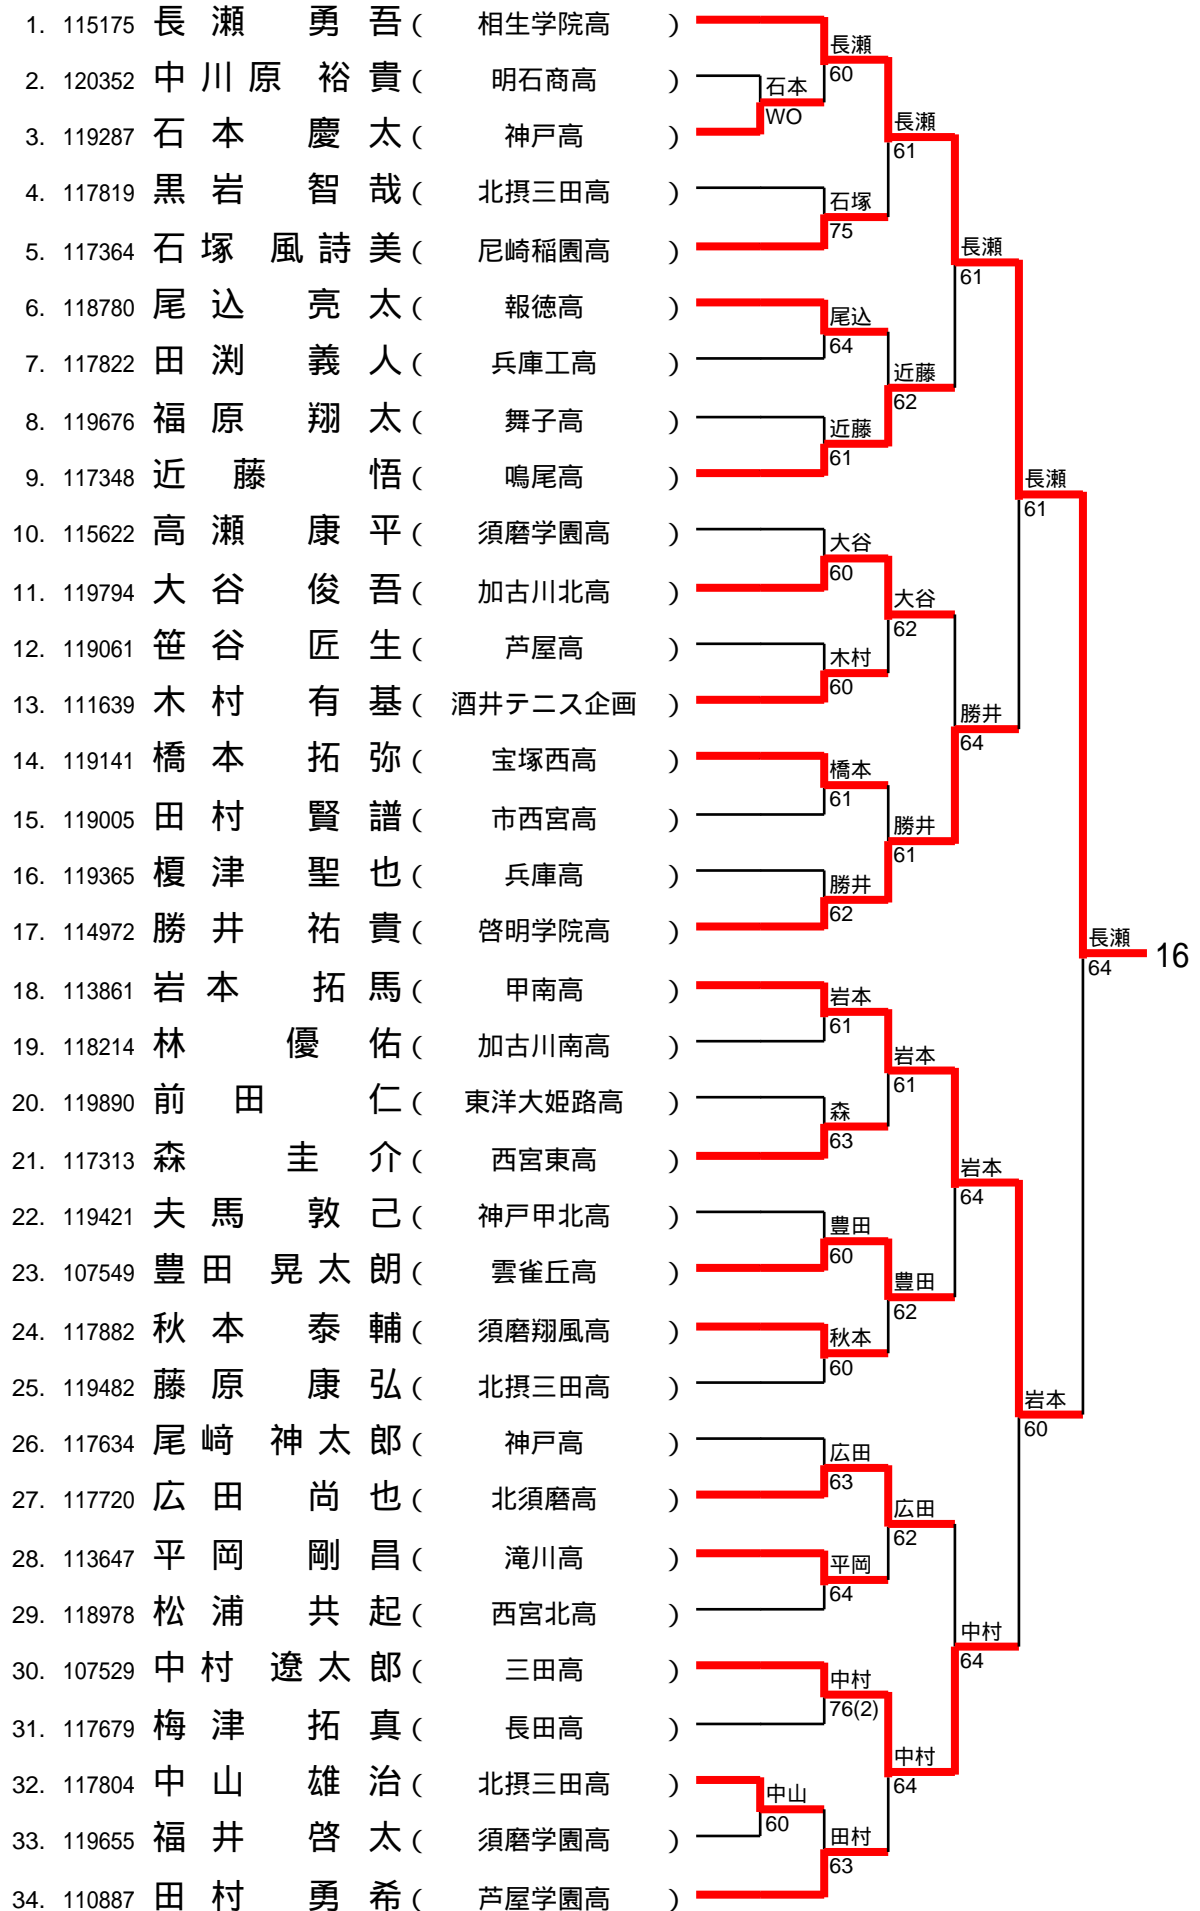 1. 115175 長瀬 勇吾 ( 相生学院高 )
2. 120352 中川原 裕貴 ( 明石商高 )
3. 119287 石本 慶太 ( 神戸高 )
4. 117819 黒岩 智哉 ( 北摂三田高 )
5. 117364 石塚 風詩美 ( 尼崎稲園高 )
6. 118780 尾込 亮太 ( 報徳高 )
7. 117822 田渕 義人 ( 兵庫工高 )
8. 119676 福原 翔太 ( 舞子高 )
9. 117348 近藤 悟 ( 鳴尾高 )
10. 115622 高瀬 康平 ( 須磨学園高 )
11. 119794 大谷 俊吾 ( 加古川北高 )
12. 119061 笹谷 匠生 ( 芦屋高 )
13. 111639 木村 有基 ( 酒井テニス企画 )
14. 119141 橋本 拓弥 ( 宝塚西高 )
15. 119005 田村 賢譜 ( 市西宮高 )
16. 119365 榎津 聖也 ( 兵庫高 )
17. 114972 勝井 祐貴 ( 啓明学院高 )
18. 113861 岩本 拓馬 ( 甲南高 )
19. 118214 林 優佑 ( 加古川南高 )
20. 119890 前田 仁 ( 東洋大姫路高 )
21. 117313 森 圭介 ( 西宮東高 )
22. 119421 夫馬 敦己 ( 神戸甲北高 )
23. 107549 豊田 晃太朗 ( 雲雀丘高 )
24. 117882 秋本 泰輔 ( 須磨翔風高 )
25. 119482 藤原 康弘 ( 北摂三田高 )
26. 117634 尾﨑 神太郎 ( 神戸高 )
27. 117720 広田 尚也 ( 北須磨高 )
28. 113647 平岡 剛昌 ( 滝川高 )
29. 118978 松浦 共起 ( 西宮北高 )
30. 107529 中村 遼太郎 ( 三田高 )
31. 117679 梅津 拓真 ( 長田高 )
32. 117804 中山 雄治 ( 北摂三田高 )
33. 119655 福井 啓太 ( 須磨学園高 )
34. 110887 田村 勇希 ( 芦屋学園高 )
石本
WO
中山
60
長瀬
60
石塚
75
尾込
64
近藤
61
大谷
60
木村
60
橋本
61
勝井
62
岩本
61
森
63
豊田
60
秋本
60
広田
63
平岡
64
中村
76(2)
田村
63
長瀬
61
近藤
62
大谷
62
勝井
61
岩本
61
豊田
62
広田
62
中村
64
長瀬
61
勝井
64
岩本
64
中村
64
長瀬
61
岩本
60
長瀬
64
16